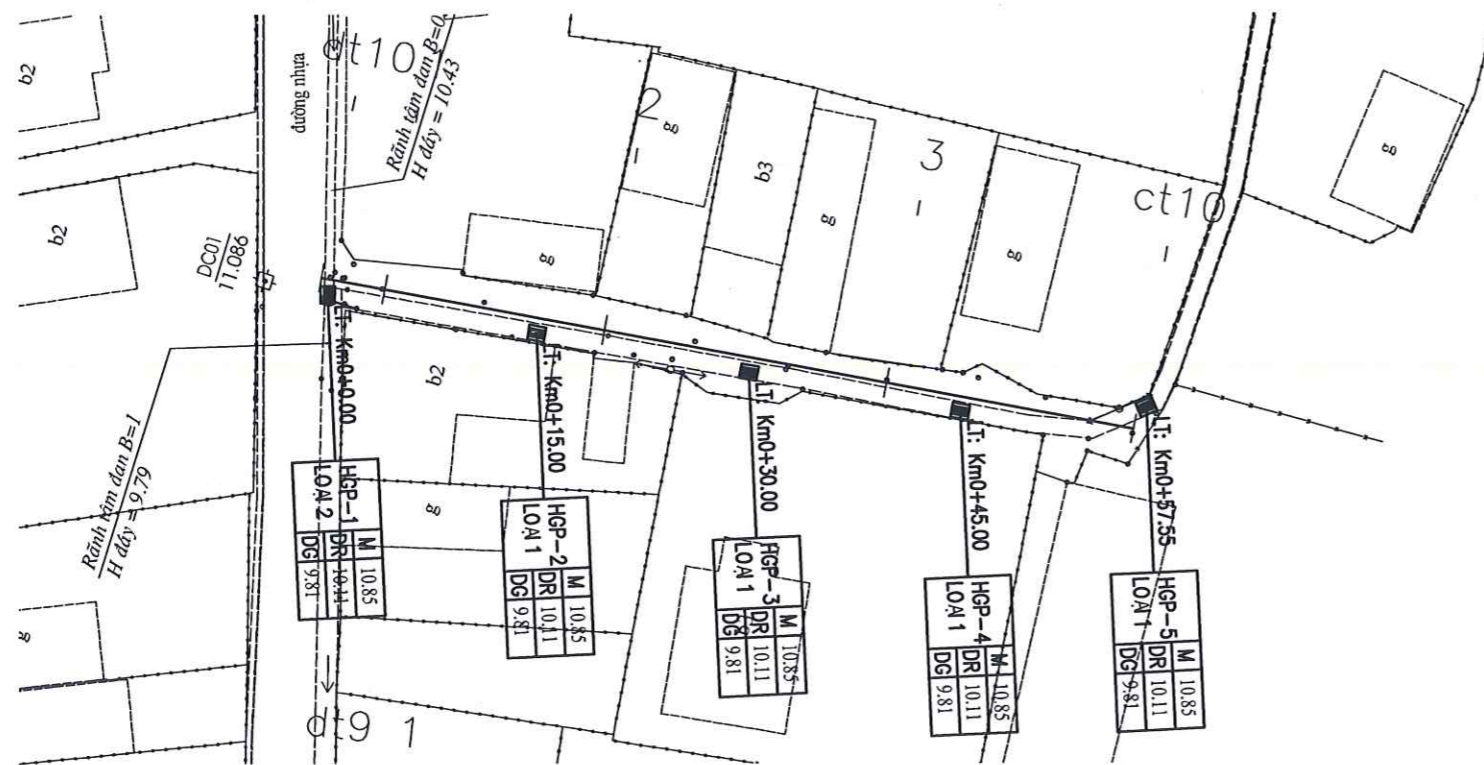 b2
đường nhựa
ct10
Rãnh tấm đan B=0
H đáy = 10.43
2
g
b3
g
3
g
ct10
g
b2
DC01
11.086
g
Rãnh tấm đan B=1
H đáy = 9.79
LT: Km0+0.00
b2
LT: Km0+15.00
LT: Km0+30.00
LT: Km0+45.00
LT: Km0+57.55
g
g
HGP-1
LOẠI 2
M 10.85
DR 10.11
DG 9.81
HGP-2
LOẠI 1
M 10.85
DR 10.11
DG 9.81
HGP-3
LOẠI 1
M 10.85
DR 10.11
DG 9.81
HGP-4
LOẠI 1
M 10.85
DR 10.11
DG 9.81
HGP-5
LOẠI 1
M 10.85
DR 10.11
DG 9.81
g
dt9 1